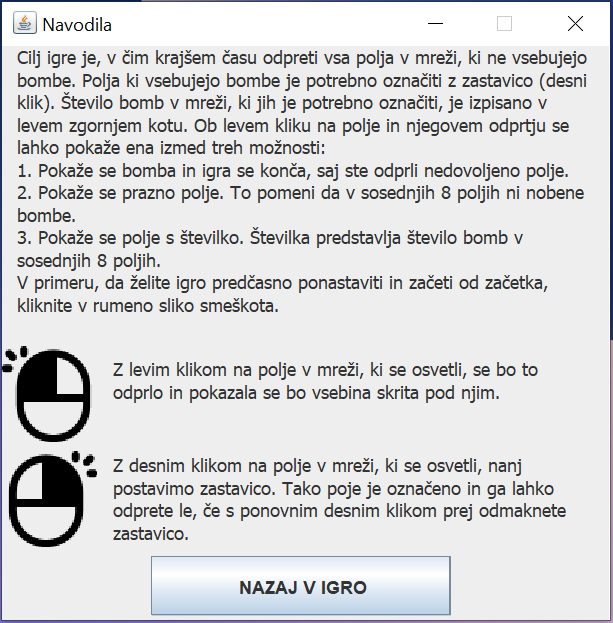 Navodila
Cilj igre je, v čim krajšem času odpreti vsa polja v mreži, ki ne vsebujejo
bombe. Polja ki vsebujejo bombe je potrebno označiti z zastavico (desni
klik). Število bomb v mreži, ki jih je potrebno označiti, je izpisano v
levem zgornjem kotu. Ob levem kliku na polje in njegovem odprtju se
lahko pokaže ena izmed treh možnosti:
1. Pokaže se bomba in igra se konča, saj ste odprli nedovoljeno polje.
2. Pokaže se prazno polje. To pomeni da v sosednjih 8 poljih ni nobene
bombe.
3. Pokaže se polje s številko. Številka predstavlja število bomb v
sosednjih 8 poljih.
V primeru, da želite igro predčasno ponastaviti in začeti od začetka,
kliknite v rumeno sliko smeškota.
Z levim klikom na polje v mreži, ki se osvetli, se bo to
odprlo in pokazala se bo vsebina skrita pod njim.
Z desnim klikom na polje v mreži, ki se osvetli, nanj
postavimo zastavico. Tako poje je označeno in ga lahko
odprete le, če s ponovnim desnim klikom prej odmaknete
zastavico.
NAZAJ V IGRO